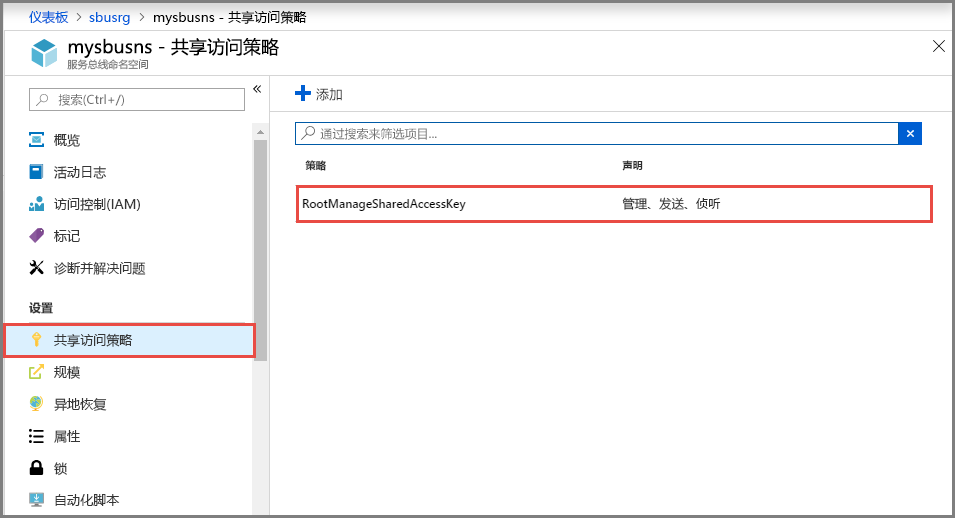 仪表板 > sbusrg > mysbusns - 共享访问策略
mysbusns - 共享访问策略
服务总线命名空间
搜索(Ctrl+/)
概览
活动日志
访问控制(IAM)
标记
诊断并解决问题
设置
共享访问策略
规模
异地恢复
属性
锁
自动化脚本
添加
通过搜索来筛选项目...
策略 声明
RootManageSharedAccessKey 管理、发送、侦听